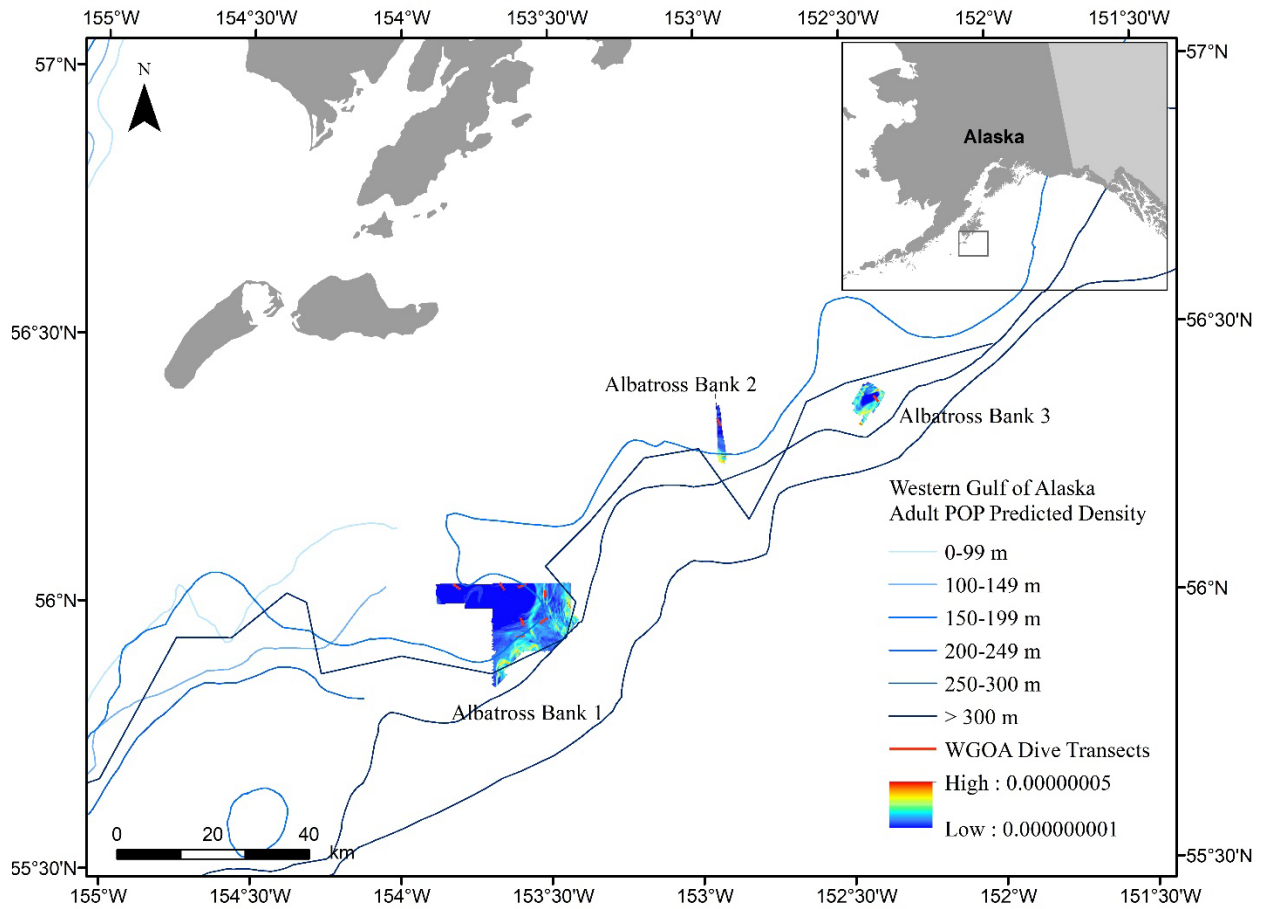 155°W 154°30'W 154°W 153°30'W 153°W 152°30'W 152°W 151°30'W
57°N
57°N
N
Alaska
56°30'N
56°30'N
Albatross Bank 2
Albatross Bank 3
Western Gulf of Alaska
Adult POP Predicted Density
0-99 m
100-149 m
150-199 m
200-249 m
250-300 m
> 300 m
WGOA Dive Transects
High : 0.00000005
Low : 0.000000001
56°N
56°N
Albatross Bank 1
0 20 40
km
55°30'N
55°30'N
155°W 154°30'W 154°W 153°30'W 153°W 152°30'W 152°W 151°30'W